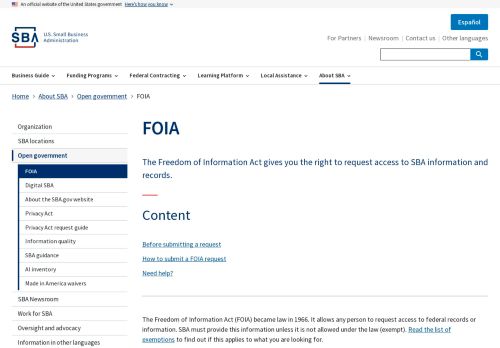 An official website of the United States government Here's how you know
Español
SBA U.S. Small Business
Administration
For Partners Newsroom Contact us Other languages
Business Guide Funding Programs Federal Contracting Learning Platform Local Assistance About SBA
Home About SBA Open government FOIA
Organization
SBA locations
Open government
FOIA
Digital SBA
About the SBA.gov website
Privacy Act
Privacy Act request guide
Information quality
SBA guidance
AI inventory
Made in America waivers
SBA Newsroom
Work for SBA
Oversight and advocacy
Information in other languages
FOIA
The Freedom of Information Act gives you the right to request access to SBA information and
records.
Content
Before submitting a request
How to submit a FOIA request
Need help?
The Freedom of Information Act (FOIA) became law in 1966. It allows any person to request access to federal records or
information. SBA must provide this information unless it is not allowed under the law (exempt). Read the list of
exemptions to find out if this applies to what you are looking for.